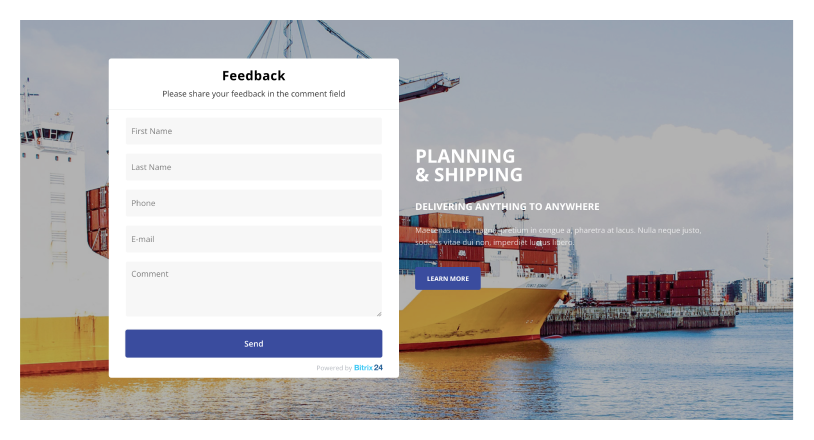 Feedback
Please share your feedback in the comment field
First Name
Last Name
Phone
E-mail
Comment
Send
Powered by Bitrix24
PLANNING
& SHIPPING
DELIVERING ANYTHING TO ANYWHERE
Maecenas lacus magna, pretium in congue a, pharetra at lacus. Nulla neque justo,
sodales vitae dui non, imperdiet luctus libero.
LEARN MORE